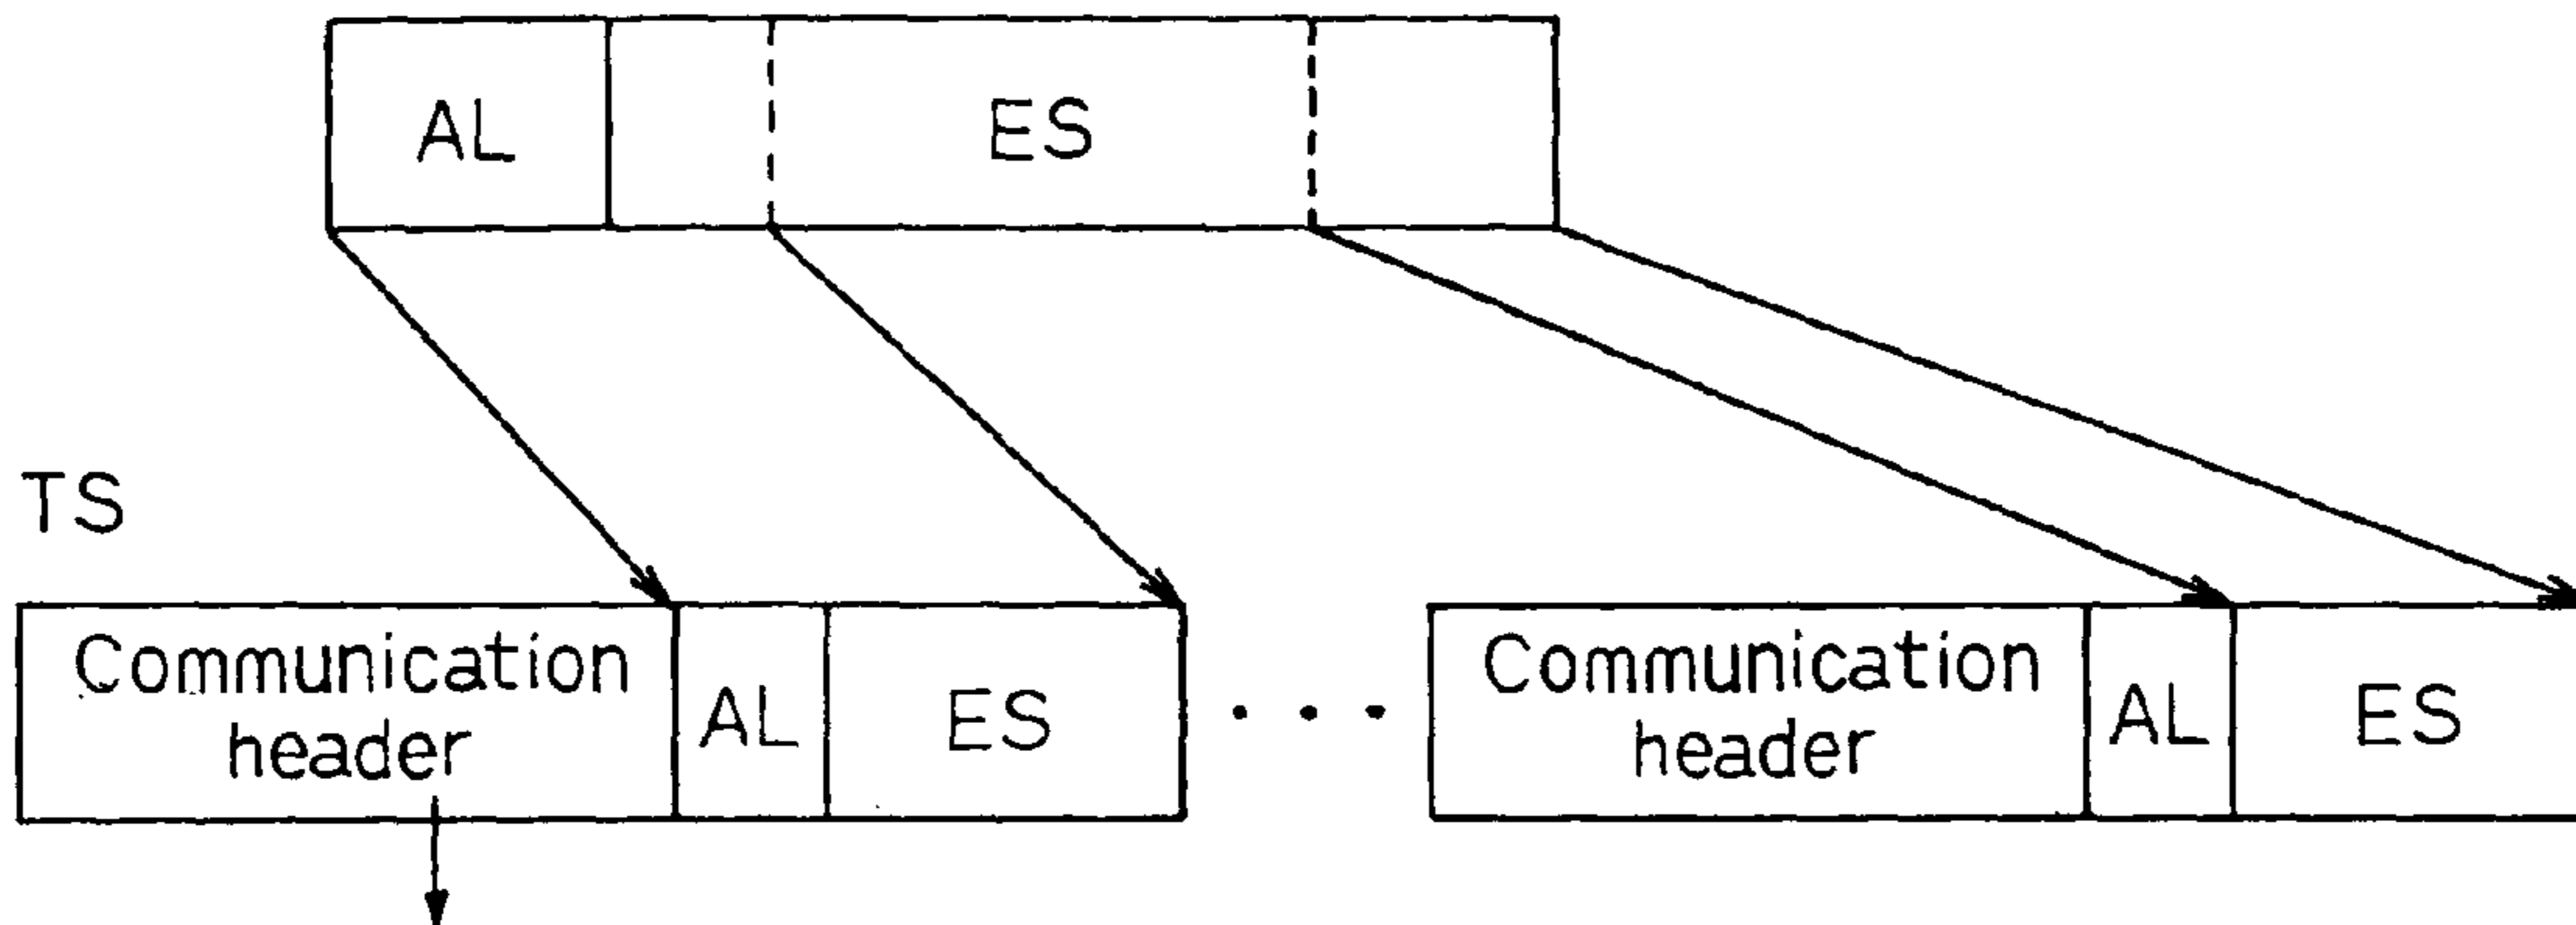 AL
ES
TS
Communication
header
AL
ES
Communication
header
AL
ES